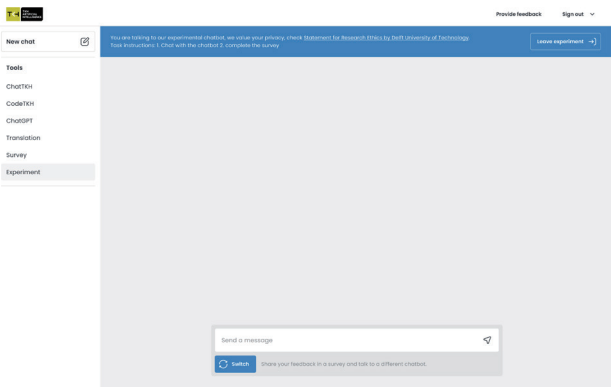 TKH ARTIFICIAL INTELLIGENCE
Provide feedback
Sign out
New chat
You are talking to our experimental chatbot, we value your privacy, check Statement for Research Ethics by Delft University of Technology.
Task instructions: 1. Chat with the chatbot 2. complete the survey
Leave experiment
Tools
ChatTKH
CodeTKH
ChatGPT
Translation
Survey
Experiment
Send a message
Switch
Share your feedback in a survey and talk to a different chatbot.